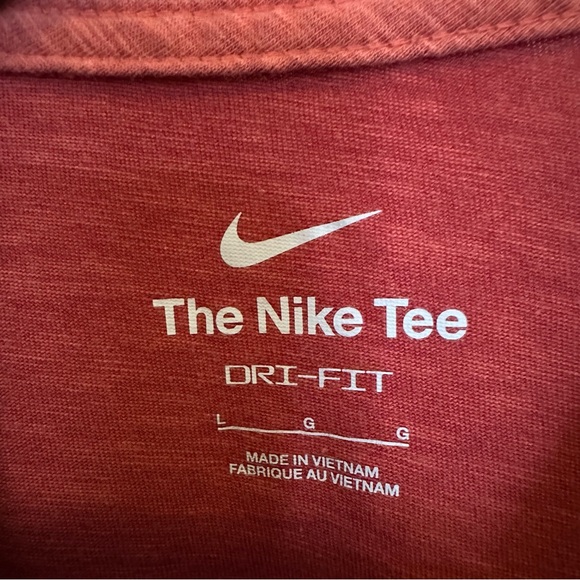 The Nike Tee
DRI-FIT
L G G
MADE IN VIETNAM
FABRIQUE AU VIETNAM